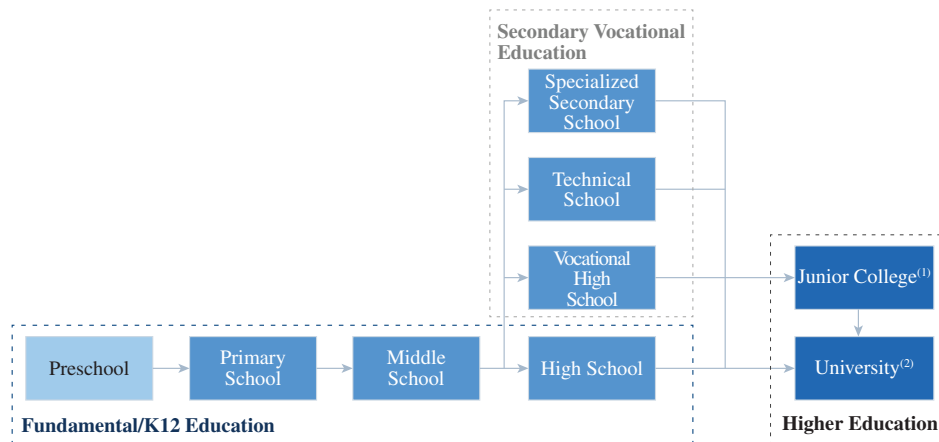 Secondary Vocational
Education
Specialized
Secondary
School
Technical
School
Vocational
High
School
Junior College(1)
Preschool
Primary
School
Middle
School
High School
University(2)
Fundamental/K12 Education
Higher Education